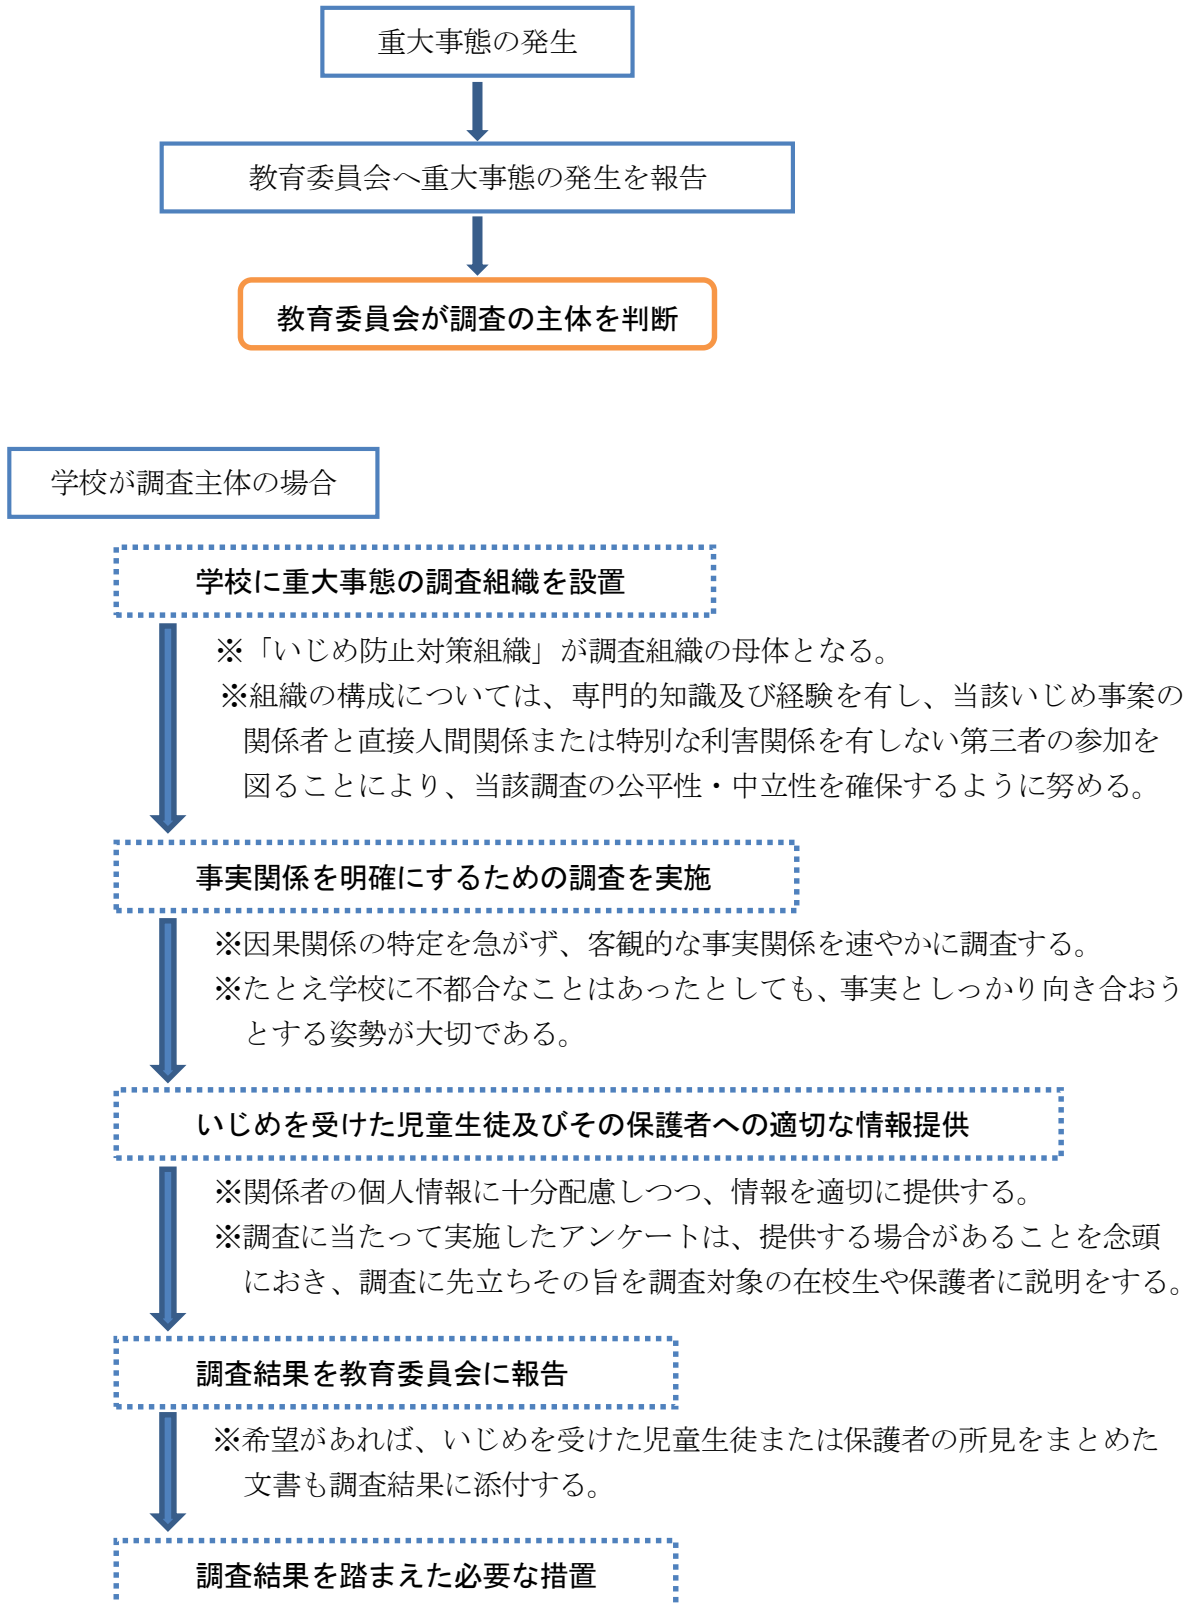 重大事態の発生
教育委員会へ重大事態の発生を報告
教育委員会が調査の主体を判断
学校が調査主体の場合
学校に重大事態の調査組織を設置
※「いじめ防止対策組織」が調査組織の母体となる。
※組織の構成については、専門的知識及び経験を有し、当該いじめ事案の
関係者と直接人間関係または特別な利害関係を有しない第三者の参加を
図ることにより、当該調査の公平性・中立性を確保するように努める。
事実関係を明確にするための調査を実施
※因果関係の特定を急がず、客観的な事実関係を速やかに調査する。
※たとえ学校に不都合なことはあったとしても、事実としっかり向き合おう
とする姿勢が大切である。
いじめを受けた児童生徒及びその保護者への適切な情報提供
※関係者の個人情報に十分配慮しつつ、情報を適切に提供する。
※調査に当たって実施したアンケートは、提供する場合があることを念頭
におき、調査に先立ちその旨を調査対象の在校生や保護者に説明をする。
調査結果を教育委員会に報告
※希望があれば、いじめを受けた児童生徒または保護者の所見をまとめた
文書も調査結果に添付する。
調査結果を踏まえた必要な措置